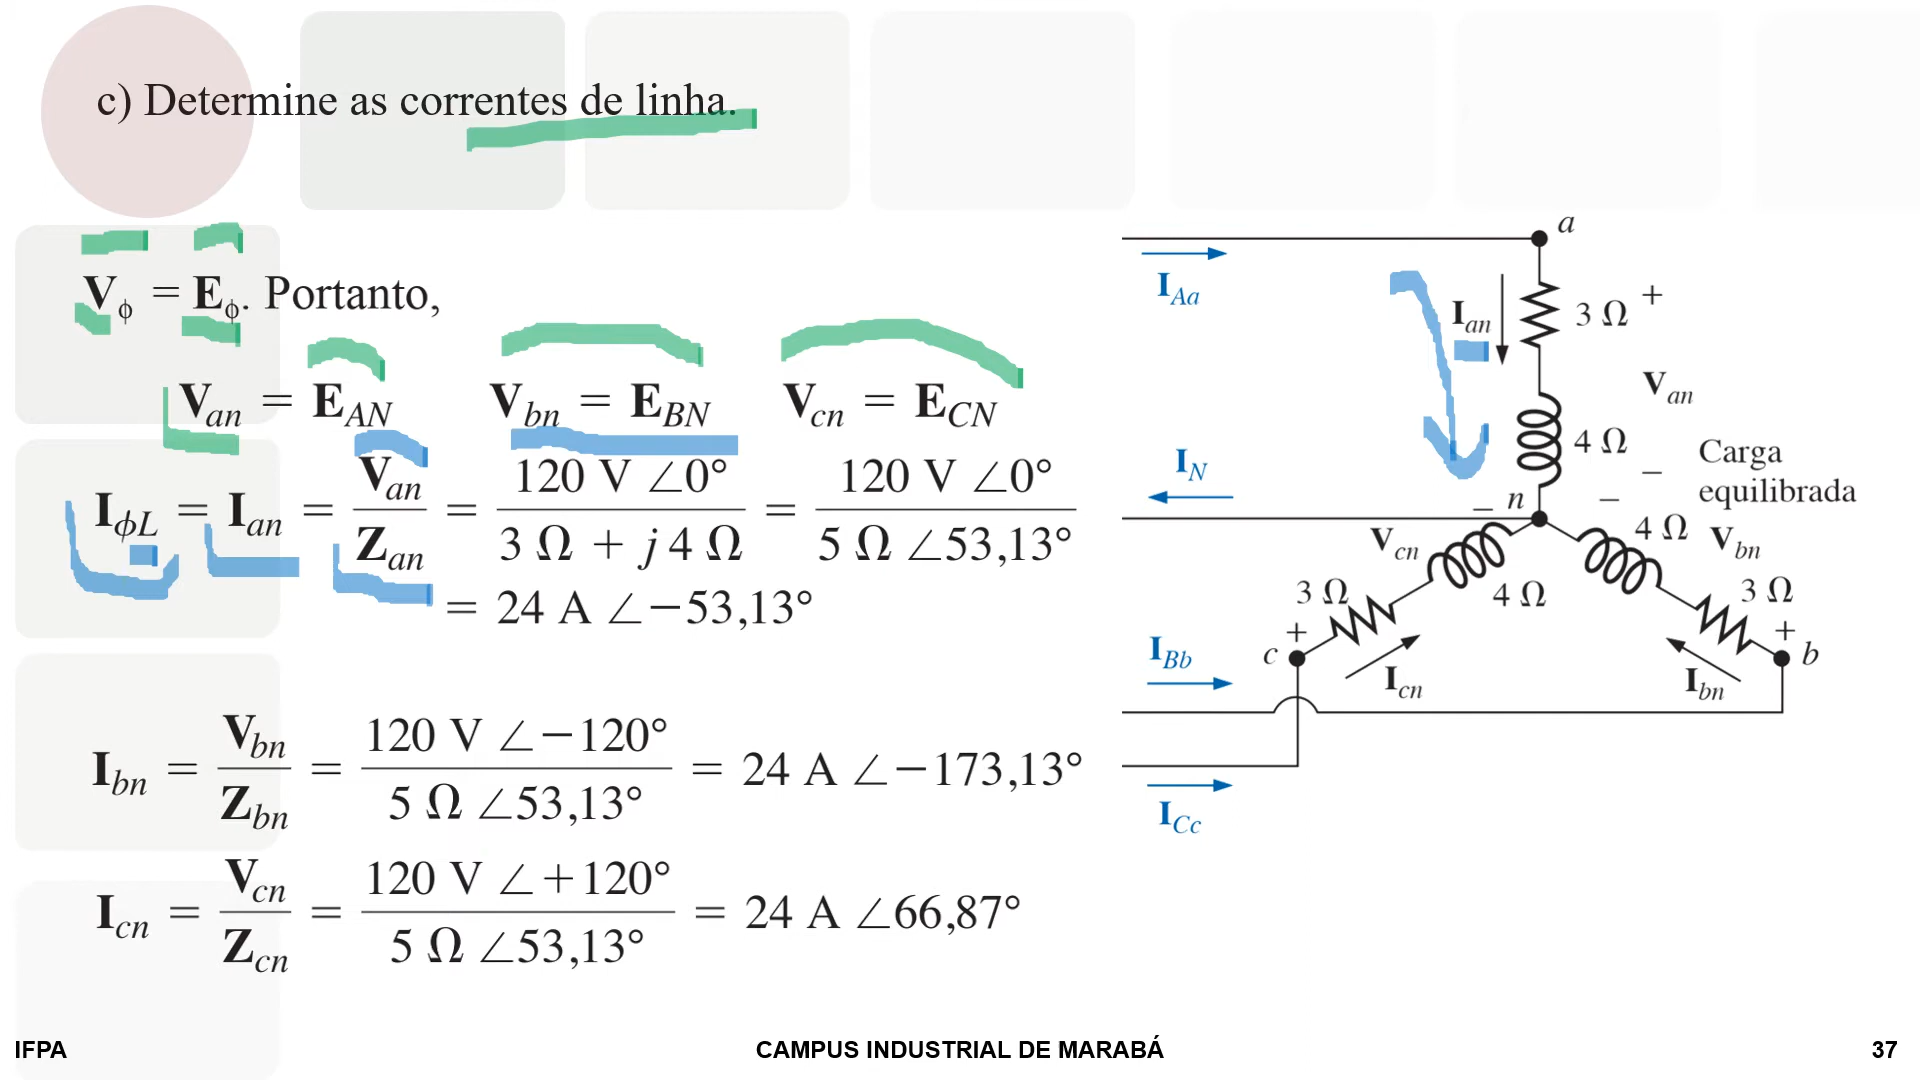 c) Determine as correntes de linha.
V_ϕ = E_ϕ. Portanto,
V_an = E_AN   V_bn = E_BN   V_cn = E_CN
I_ϕL = I_an = V_an / Z_an = 120 V ∠0° / 3 Ω + j 4 Ω = 120 V ∠0° / 5 Ω ∠53,13°
= 24 A ∠−53,13°
I_bn = V_bn / Z_bn = 120 V ∠−120° / 5 Ω ∠53,13° = 24 A ∠−173,13°
I_cn = V_cn / Z_cn = 120 V ∠+120° / 5 Ω ∠53,13° = 24 A ∠66,87°
a
I_Aa
I_an
3 Ω +
V_an
4 Ω
−
Carga
equilibrada
I_N
− n −
V_cn
4 Ω V_bn
3 Ω
4 Ω
3 Ω
+
+
I_Bb
c
b
I_cn
I_bn
I_Cc
IFPA
CAMPUS INDUSTRIAL DE MARABÁ
37